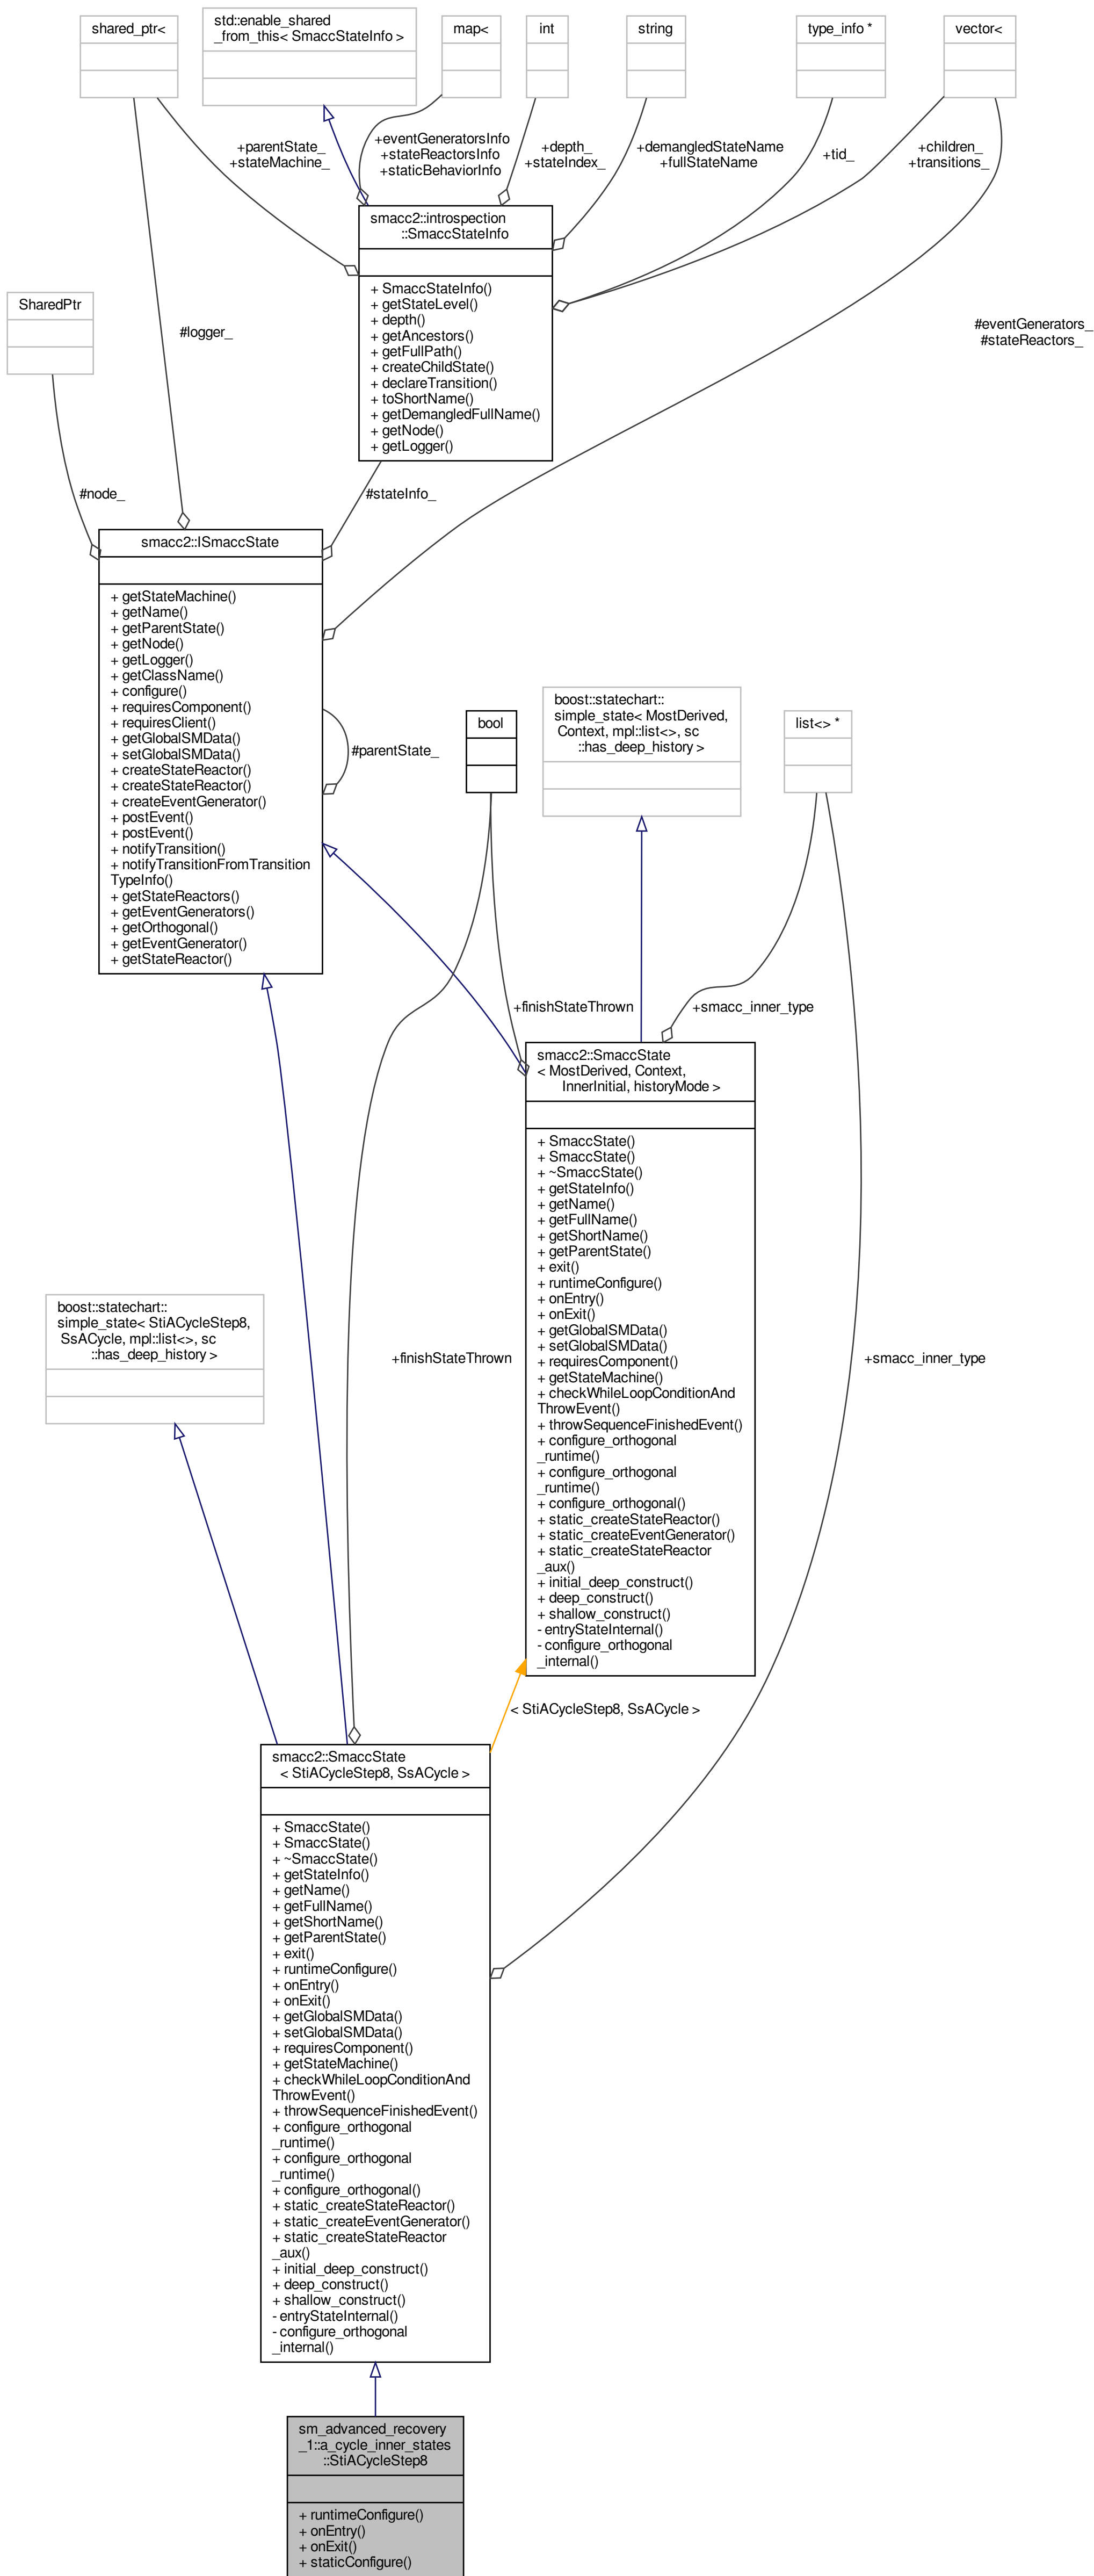 shared_ptr<
std::enable_shared
_from_this< SmaccStateInfo >
map<
int
string
type_info *
vector<
+parentState_
+stateMachine_
+eventGeneratorsInfo
+stateReactorsInfo
+staticBehaviorInfo
+depth_
+stateIndex_
+demangledStateName
+fullStateName
+tid_
+children_
+transitions_
smacc2::introspection
::SmaccStateInfo
+ SmaccStateInfo()
+ getStateLevel()
+ depth()
+ getAncestors()
+ getFullPath()
+ createChildState()
+ declareTransition()
+ toShortName()
+ getDemangledFullName()
+ getNode()
+ getLogger()
SharedPtr
#logger_
#eventGenerators_
#stateReactors_
#node_
#stateInfo_
smacc2::ISmaccState
+ getStateMachine()
+ getName()
+ getParentState()
+ getNode()
+ getLogger()
+ getClassName()
+ configure()
+ requiresComponent()
+ requiresClient()
+ getGlobalSMData()
+ setGlobalSMData()
+ createStateReactor()
+ createStateReactor()
+ createEventGenerator()
+ postEvent()
+ postEvent()
+ notifyTransition()
+ notifyTransitionFromTransition
TypeInfo()
+ getStateReactors()
+ getEventGenerators()
+ getOrthogonal()
+ getEventGenerator()
+ getStateReactor()
#parentState_
bool
boost::statechart::
simple_state< MostDerived,
Context, mpl::list<>, sc
::has_deep_history >
list<> *
+finishStateThrown
+smacc_inner_type
smacc2::SmaccState
< MostDerived, Context,
InnerInitial, historyMode >
+ SmaccState()
+ SmaccState()
+ ~SmaccState()
+ getStateInfo()
+ getName()
+ getFullName()
+ getShortName()
+ getParentState()
+ exit()
+ runtimeConfigure()
+ onEntry()
+ onExit()
+ getGlobalSMData()
+ setGlobalSMData()
+ requiresComponent()
+ getStateMachine()
+ checkWhileLoopConditionAnd
ThrowEvent()
+ throwSequenceFinishedEvent()
+ configure_orthogonal
_runtime()
+ configure_orthogonal
_runtime()
+ configure_orthogonal()
+ static_createStateReactor()
+ static_createEventGenerator()
+ static_createStateReactor
_aux()
+ initial_deep_construct()
+ deep_construct()
+ shallow_construct()
- entryStateInternal()
- configure_orthogonal
_internal()
boost::statechart::
simple_state< StiACycleStep8,
SsACycle, mpl::list<>, sc
::has_deep_history >
+finishStateThrown
+smacc_inner_type
< StiACycleStep8, SsACycle >
smacc2::SmaccState
< StiACycleStep8, SsACycle >
+ SmaccState()
+ SmaccState()
+ ~SmaccState()
+ getStateInfo()
+ getName()
+ getFullName()
+ getShortName()
+ getParentState()
+ exit()
+ runtimeConfigure()
+ onEntry()
+ onExit()
+ getGlobalSMData()
+ setGlobalSMData()
+ requiresComponent()
+ getStateMachine()
+ checkWhileLoopConditionAnd
ThrowEvent()
+ throwSequenceFinishedEvent()
+ configure_orthogonal
_runtime()
+ configure_orthogonal
_runtime()
+ configure_orthogonal()
+ static_createStateReactor()
+ static_createEventGenerator()
+ static_createStateReactor
_aux()
+ initial_deep_construct()
+ deep_construct()
+ shallow_construct()
- entryStateInternal()
- configure_orthogonal
_internal()
sm_advanced_recovery
_1::a_cycle_inner_states
::StiACycleStep8
+ runtimeConfigure()
+ onEntry()
+ onExit()
+ staticConfigure()